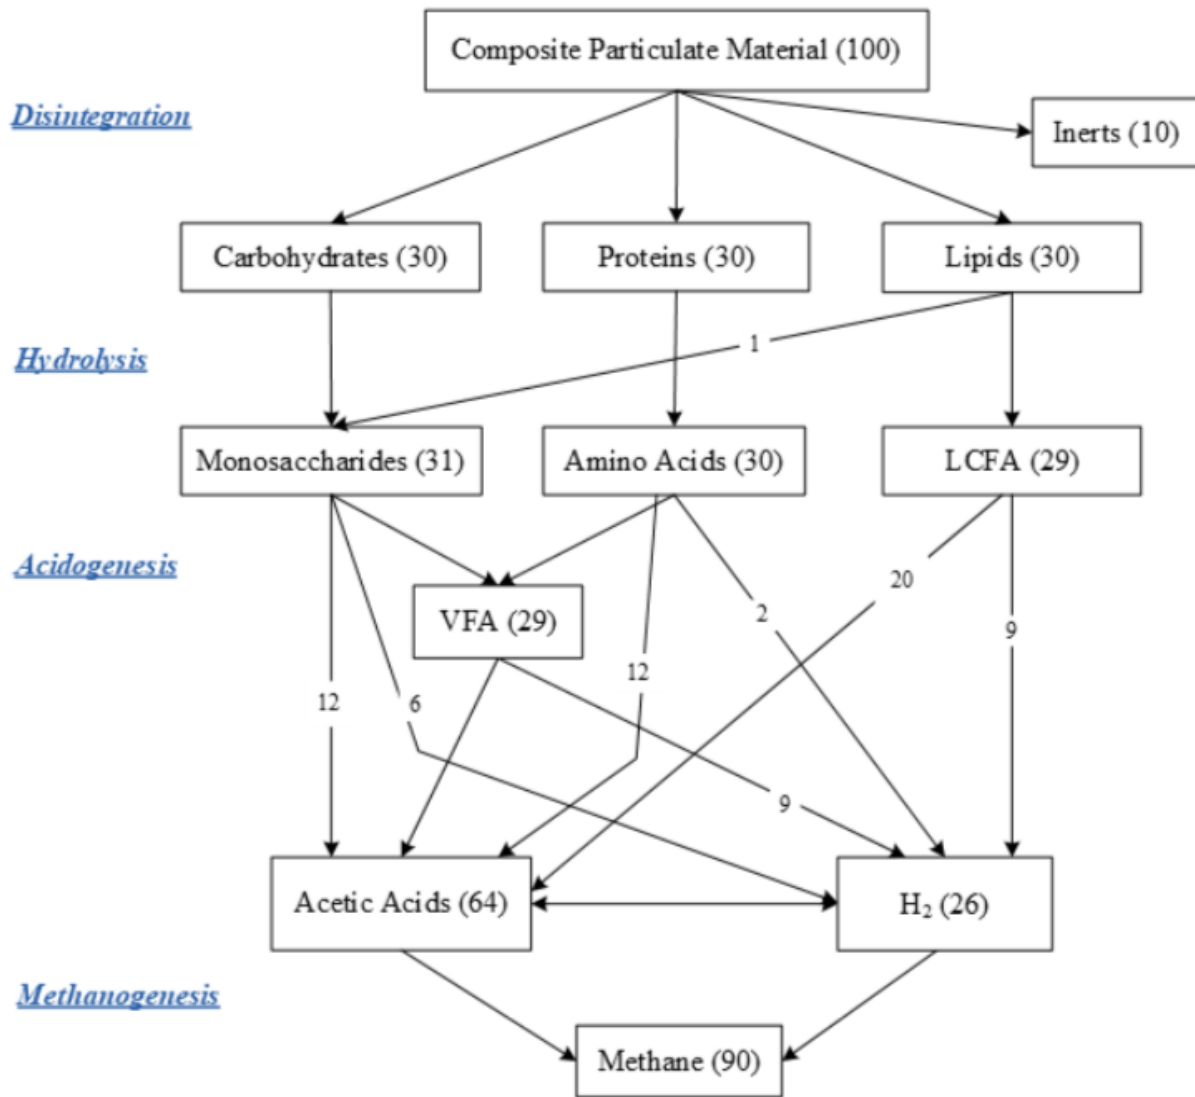 Composite Particulate Material (100)
Disintegration
Inerts (10)
Carbohydrates (30)
Proteins (30)
Lipids (30)
1
Hydrolysis
Monosaccharides (31)
Amino Acids (30)
LCFA (29)
Acidogenesis
20
VFA (29)
2
9
12
12
6
9
Acetic Acids (64)
H₂ (26)
Methanogenesis
Methane (90)